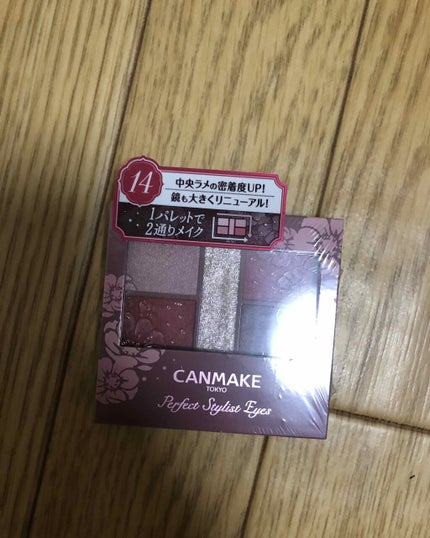 14
中央ラメの密着度UP!
鏡も大きくリニューアル!
1パレットで
2通りメイク
CANMAKE
TOKYO
Perfect Stylist Eyes